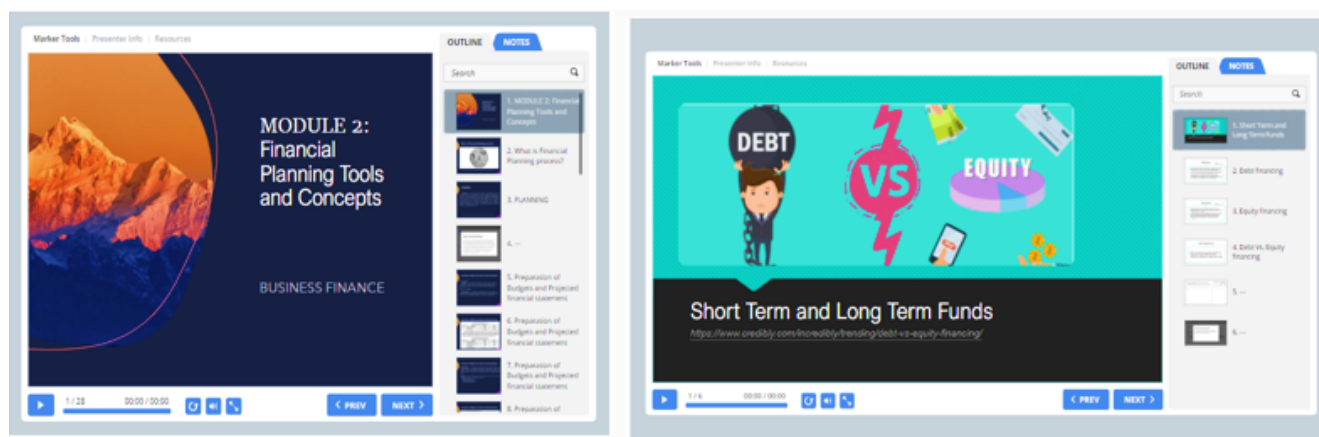 Marker Tools | Presenter Info | Resources
OUTLINE
NOTES
Search
MODULE 2:
Financial
Planning Tools
and Concepts
BUSINESS FINANCE
1. MODULE 2: Financial
Planning Tools and
Concepts
2. What is Financial
Planning process?
3. PLANNING
4. —
5. Preparation of
Budgets and Projected
financial statement
6. Preparation of
Budgets and Projected
financial statement
7. Preparation of
Budgets and Projected
financial statement
8. Preparation of
1 / 28
00:00 / 00:00
< PREV
NEXT >
Marker Tools | Presenter Info | Resources
OUTLINE
NOTES
Search
DEBT
VS
EQUITY
Short Term and Long Term Funds
https://www.credibly.com/incredibly/trending/debt-vs-equity-financing/
1. Short Term and
Long Term Funds
2. Debt financing
3. Equity financing
4. Debt Vs. Equity
financing
5. —
6. —
1 / 6
00:00 / 00:00
< PREV
NEXT >